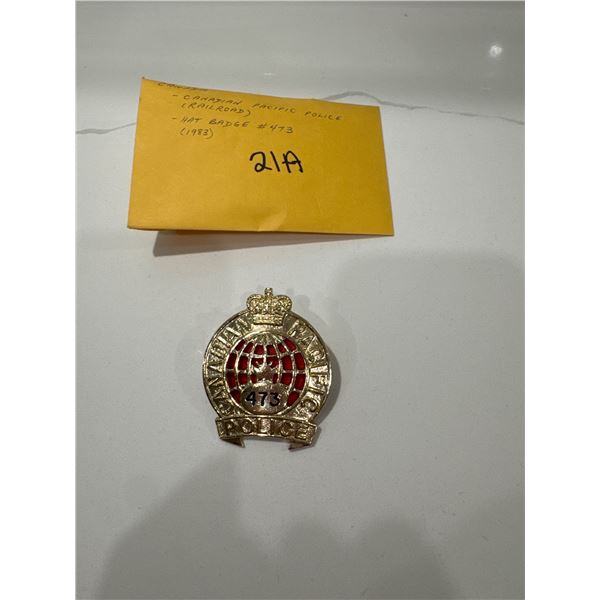 - CANADIAN PACIFIC POLICE
(RAILROAD)
- HAT BADGE #473
(1983)
21A
CANADIAN PACIFIC
473
POLICE